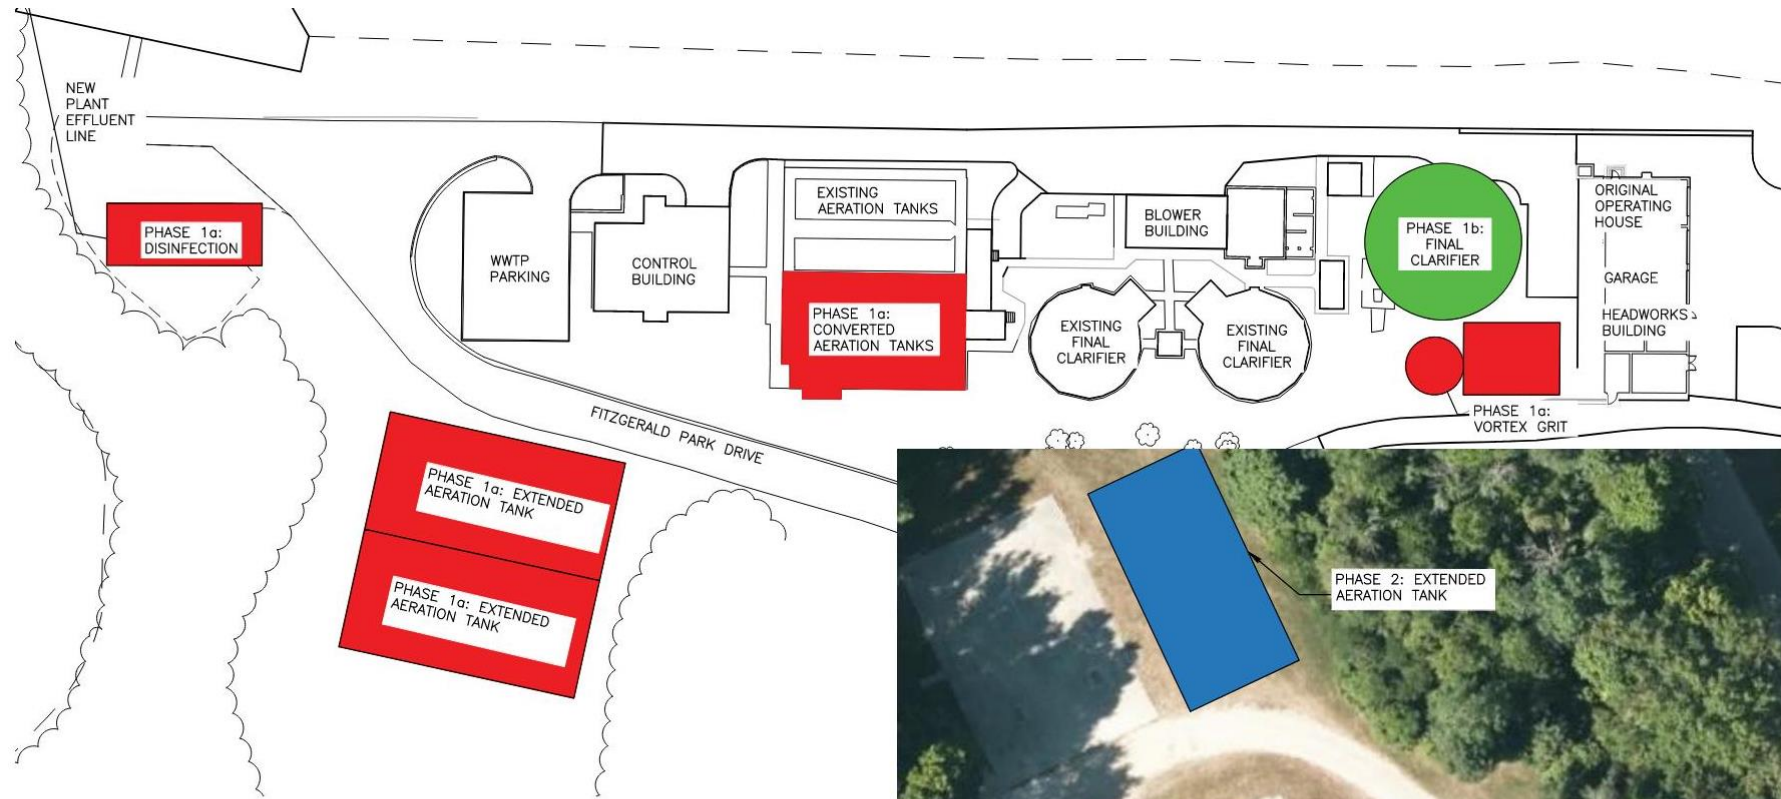 NEW
PLANT
EFFLUENT
LINE
PHASE 1a:
DISINFECTION
WWTP
PARKING
CONTROL
BUILDING
EXISTING
AERATION TANKS
PHASE 1a:
CONVERTED
AERATION TANKS
BLOWER
BUILDING
EXISTING
FINAL
CLARIFIER
EXISTING
FINAL
CLARIFIER
PHASE 1b:
FINAL
CLARIFIER
ORIGINAL
OPERATING
HOUSE
GARAGE
HEADWORKS
BUILDING
PHASE 1a:
VORTEX GRIT
FITZGERALD PARK DRIVE
PHASE 1a: EXTENDED
AERATION TANK
PHASE 1a: EXTENDED
AERATION TANK
PHASE 2: EXTENDED
AERATION TANK